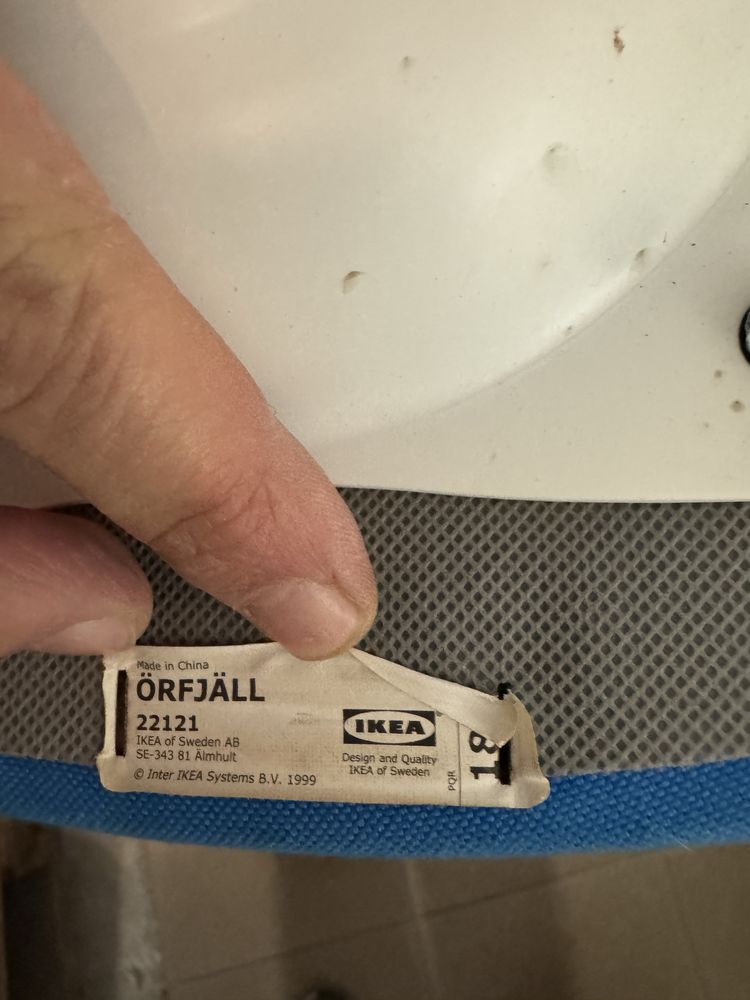 Made in China
ÖRFJÄLL
22121
IKEA of Sweden AB
SE-343 81 Älmhult
© Inter IKEA Systems B.V. 1999
IKEA
Design and Quality
IKEA of Sweden
PQR
18